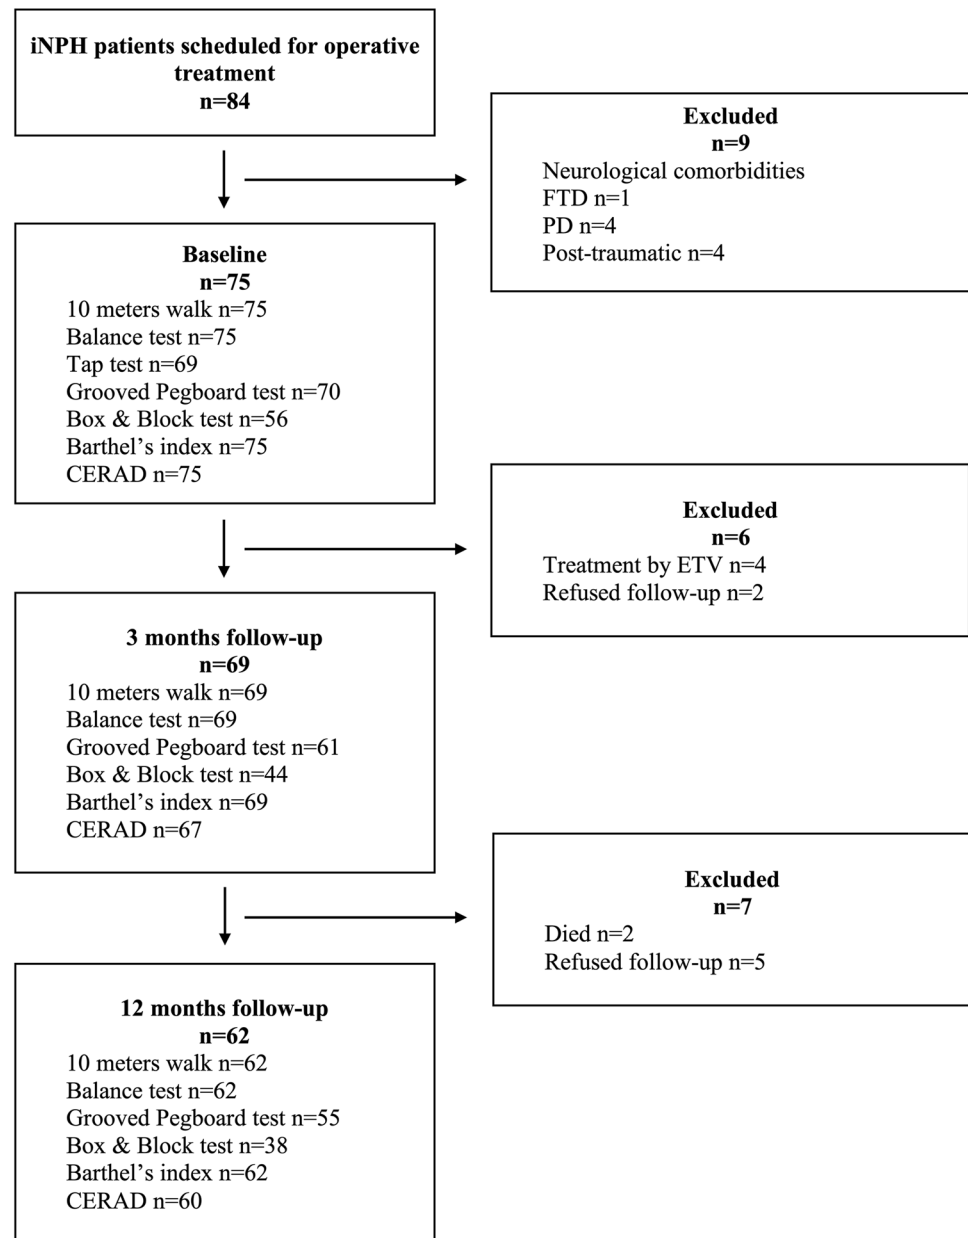 iNPH patients scheduled for operative
treatment
n=84
Excluded
n=9
Neurological comorbidities
FTD n=1
PD n=4
Post-traumatic n=4
Baseline
n=75
10 meters walk n=75
Balance test n=75
Tap test n=69
Grooved Pegboard test n=70
Box & Block test n=56
Barthel’s index n=75
CERAD n=75
Excluded
n=6
Treatment by ETV n=4
Refused follow-up n=2
3 months follow-up
n=69
10 meters walk n=69
Balance test n=69
Grooved Pegboard test n=61
Box & Block test n=44
Barthel’s index n=69
CERAD n=67
Excluded
n=7
Died n=2
Refused follow-up n=5
12 months follow-up
n=62
10 meters walk n=62
Balance test n=62
Grooved Pegboard test n=55
Box & Block test n=38
Barthel’s index n=62
CERAD n=60